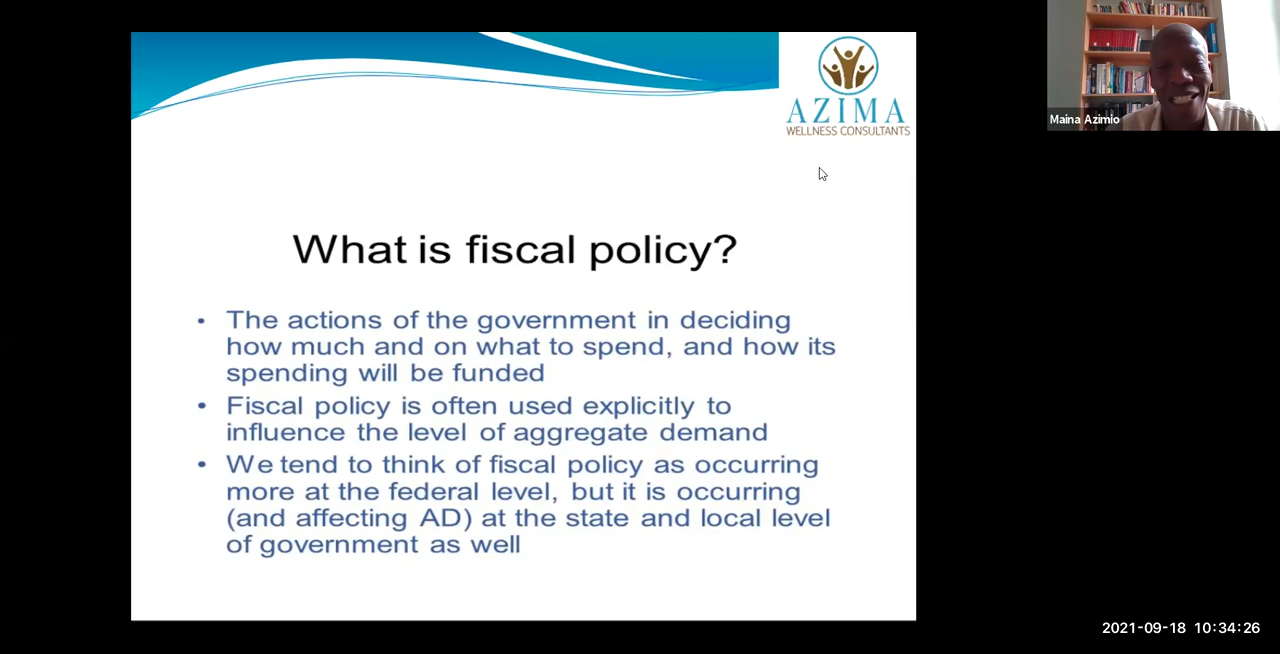 AZIMA
WELLNESS CONSULTANTS
Maina Azimio
What is fiscal policy?
• The actions of the government in deciding
how much and on what to spend, and how its
spending will be funded
• Fiscal policy is often used explicitly to
influence the level of aggregate demand
• We tend to think of fiscal policy as occurring
more at the federal level, but it is occurring
(and affecting AD) at the state and local level
of government as well
2021-09-18 10:34:26